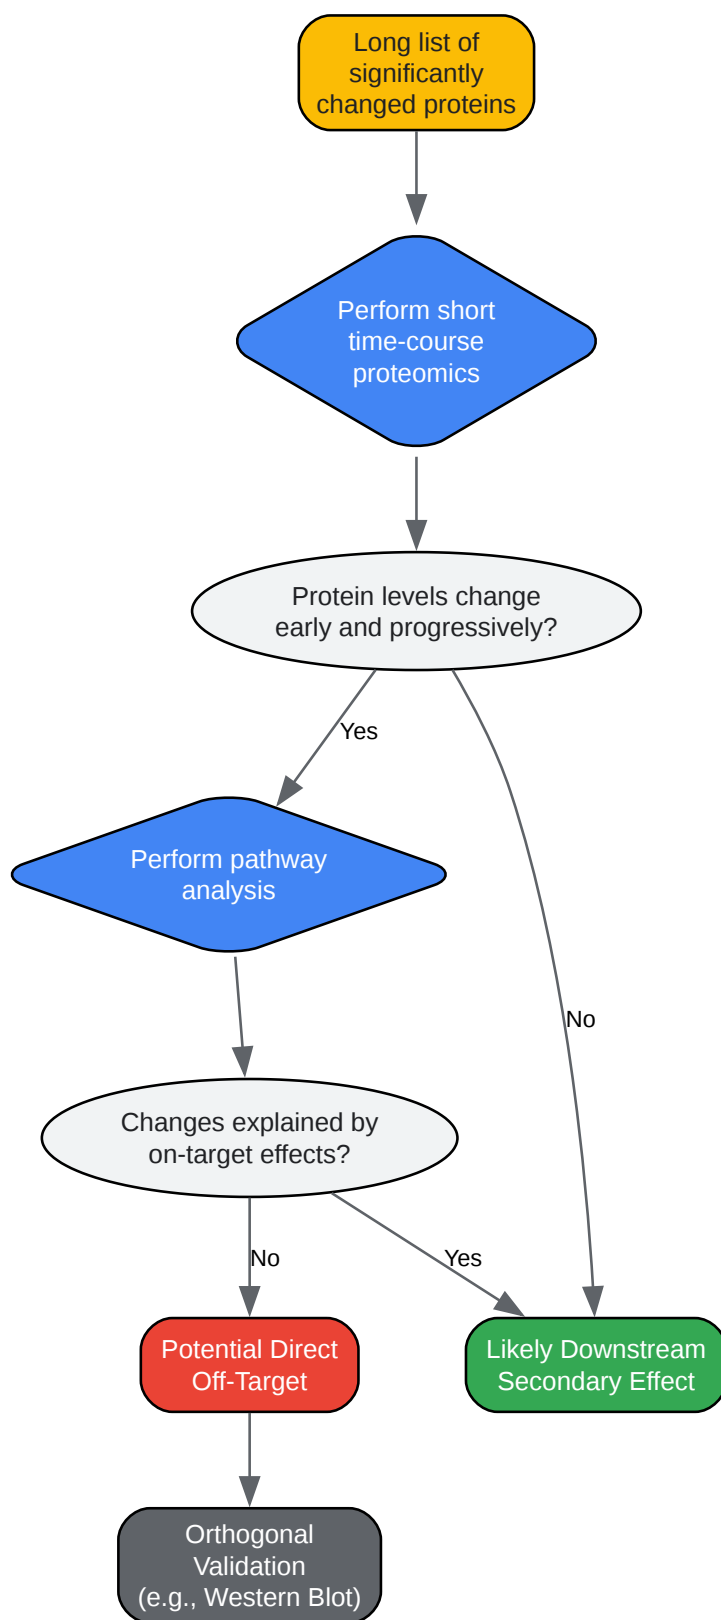 Long list of
significantly
changed proteins
Perform short
time-course
proteomics
Protein levels change
early and progressively?
Yes
Perform pathway
analysis
No
Changes explained by
on-target effects?
No
Yes
Potential Direct
Off-Target
Likely Downstream
Secondary Effect
Orthogonal
Validation
(e.g., Western Blot)